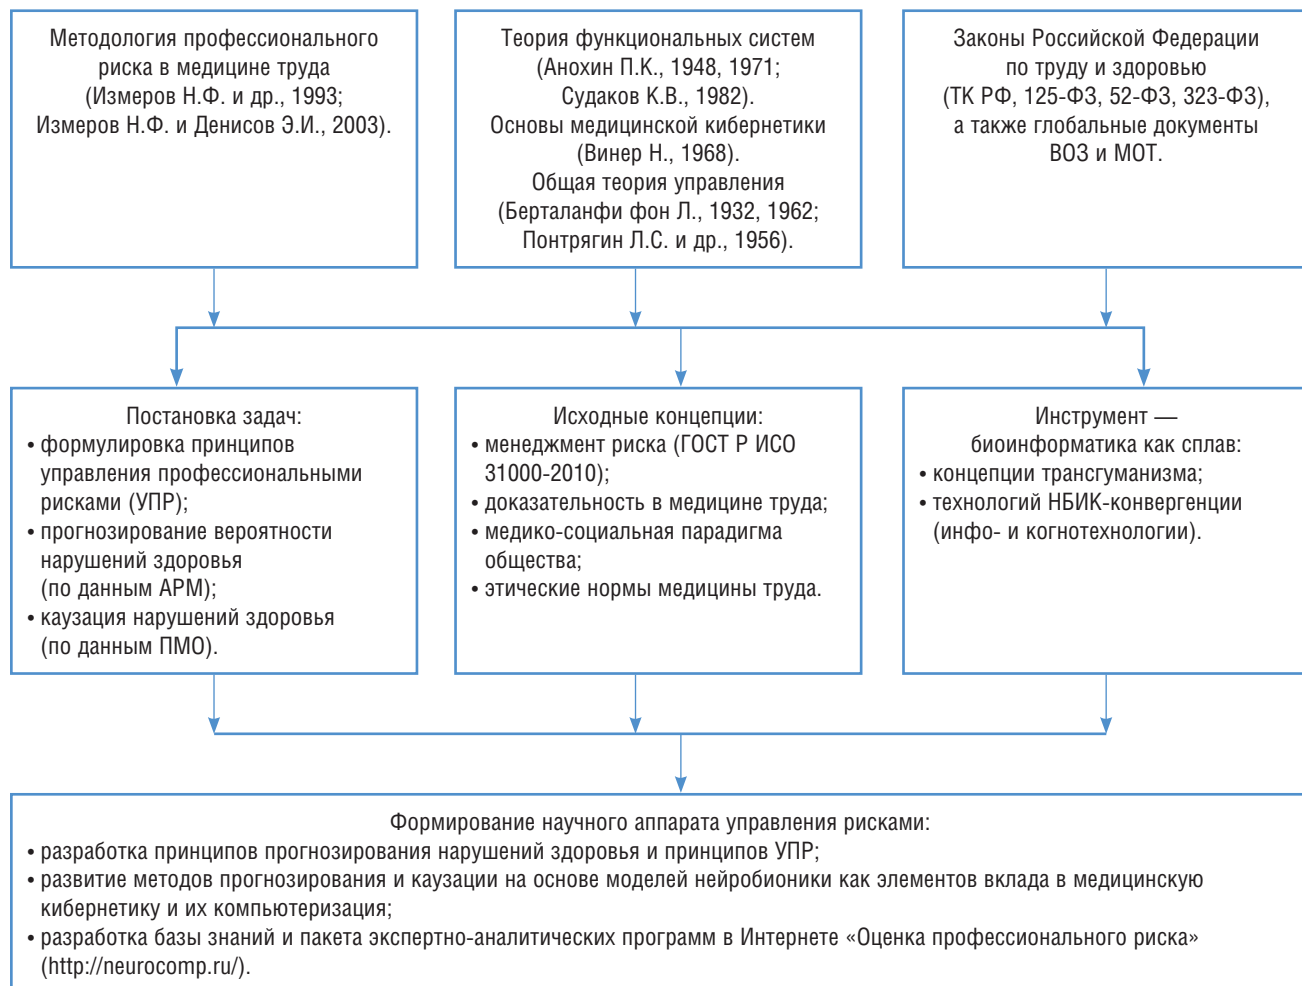 Методология профессионального
риска в медицине труда
(Измеров Н.Ф. и др., 1993;
Измеров Н.Ф. и Денисов Э.И., 2003).
Теория функциональных систем
(Анохин П.К., 1948, 1971;
Судаков К.В., 1982).
Основы медицинской кибернетики
(Винер Н., 1968).
Общая теория управления
(Берталанфи фон Л., 1932, 1962;
Понтрягин Л.С. и др., 1956).
Законы Российской Федерации
по труду и здоровью
(ТК РФ, 125-ФЗ, 52-ФЗ, 323-ФЗ),
а также глобальные документы
ВОЗ и МОТ.
Постановка задач:
• формулировка принципов
управления профессиональными
рисками (УПР);
• прогнозирование вероятности
нарушений здоровья
(по данным АРМ);
• каузация нарушений здоровья
(по данным ПМО).
Исходные концепции:
• менеджмент риска (ГОСТ Р ИСО
31000-2010);
• доказательность в медицине труда;
• медико-социальная парадигма
общества;
• этические нормы медицины труда.
Инструмент —
биоинформатика как сплав:
• концепции трансгуманизма;
• технологий НБИК-конвергенции
(инфо- и когнотехнологии).
Формирование научного аппарата управления рисками:
• разработка принципов прогнозирования нарушений здоровья и принципов УПР;
• развитие методов прогнозирования и каузации на основе моделей нейробионики как элементов вклада в медицинскую
кибернетику и их компьютеризация;
• разработка базы знаний и пакета экспертно-аналитических программ в Интернете «Оценка профессионального риска»
(http://neurocomp.ru/).